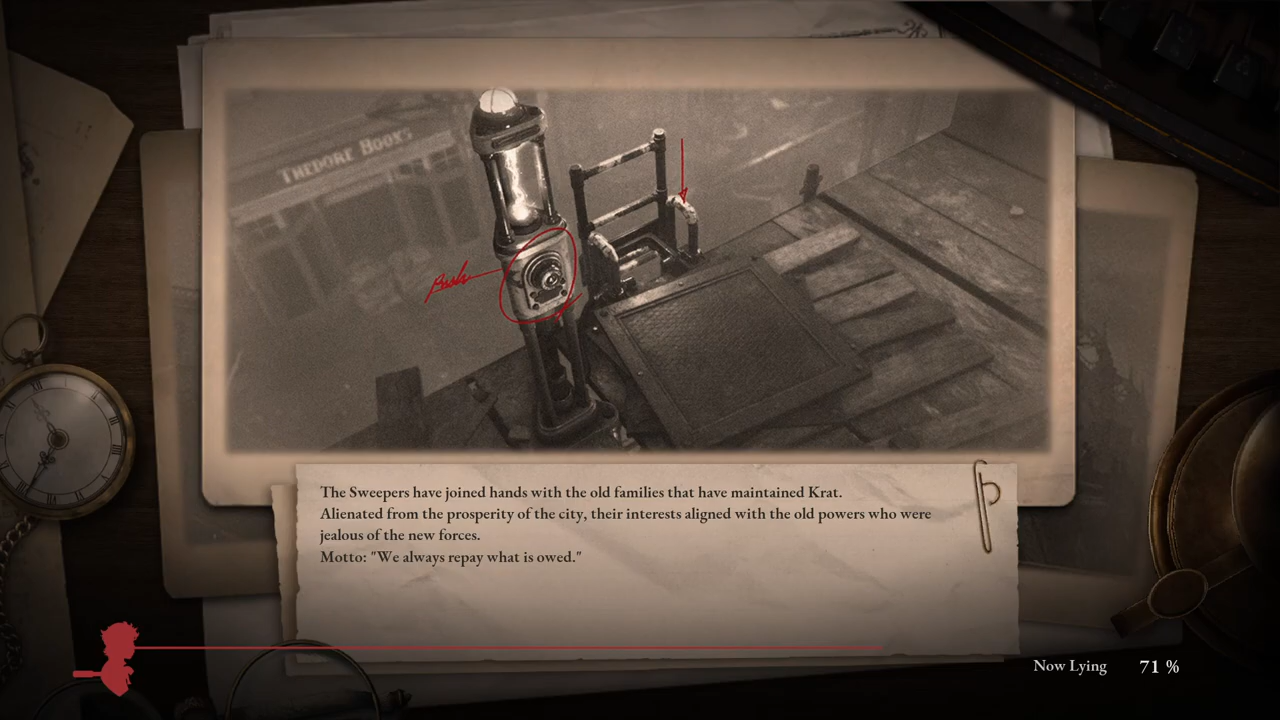 THEDORE BOOX'S
Push
The Sweepers have joined hands with the old families that have maintained Krat.
Alienated from the prosperity of the city, their interests aligned with the old powers who were
jealous of the new forces.
Motto: "We always repay what is owed."
Now Lying 71 %